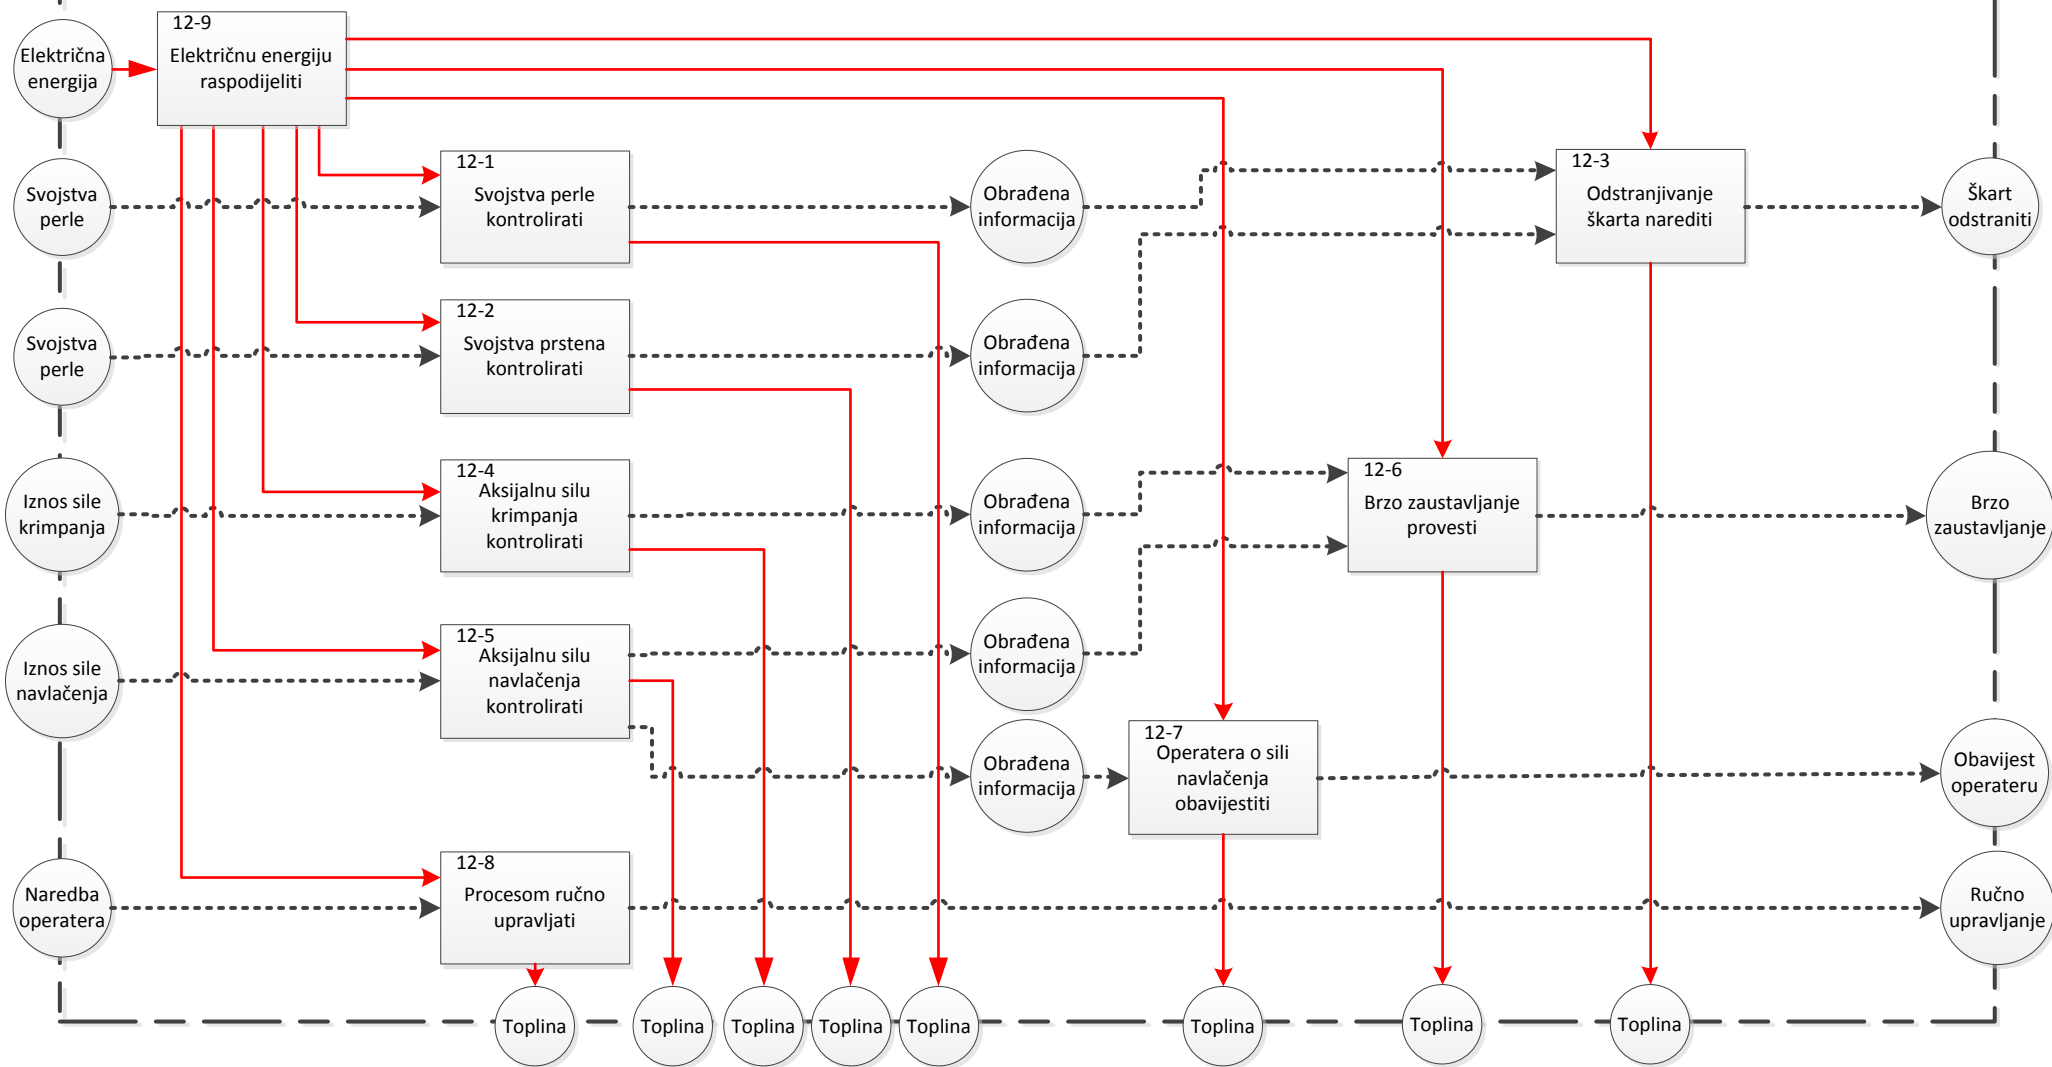 12-9
Električna
energija
Električnu energiju
raspodijeliti
12-1
Svojstva
perle
Svojstva perle
kontrolirati
Obrađena
informacija
12-3
Odstranjivanje
škarta narediti
Škart
odstraniti
12-2
Svojstva
perle
Svojstva prstena
kontrolirati
Obrađena
informacija
12-4
Iznos sile
krimpanja
Aksijalnu silu
krimpanja
kontrolirati
Obrađena
informacija
12-6
Brzo zaustavljanje
provesti
Brzo
zaustavljanje
12-5
Iznos sile
navlačenja
Aksijalnu silu
navlačenja
kontrolirati
Obrađena
informacija
Obrađena
informacija
12-7
Operatera o sili
navlačenja
obavijestiti
Obavijest
operateru
12-8
Naredba
operatera
Procesom ručno
upravljati
Ručno
upravljanje
Toplina
Toplina
Toplina
Toplina
Toplina
Toplina
Toplina
Toplina